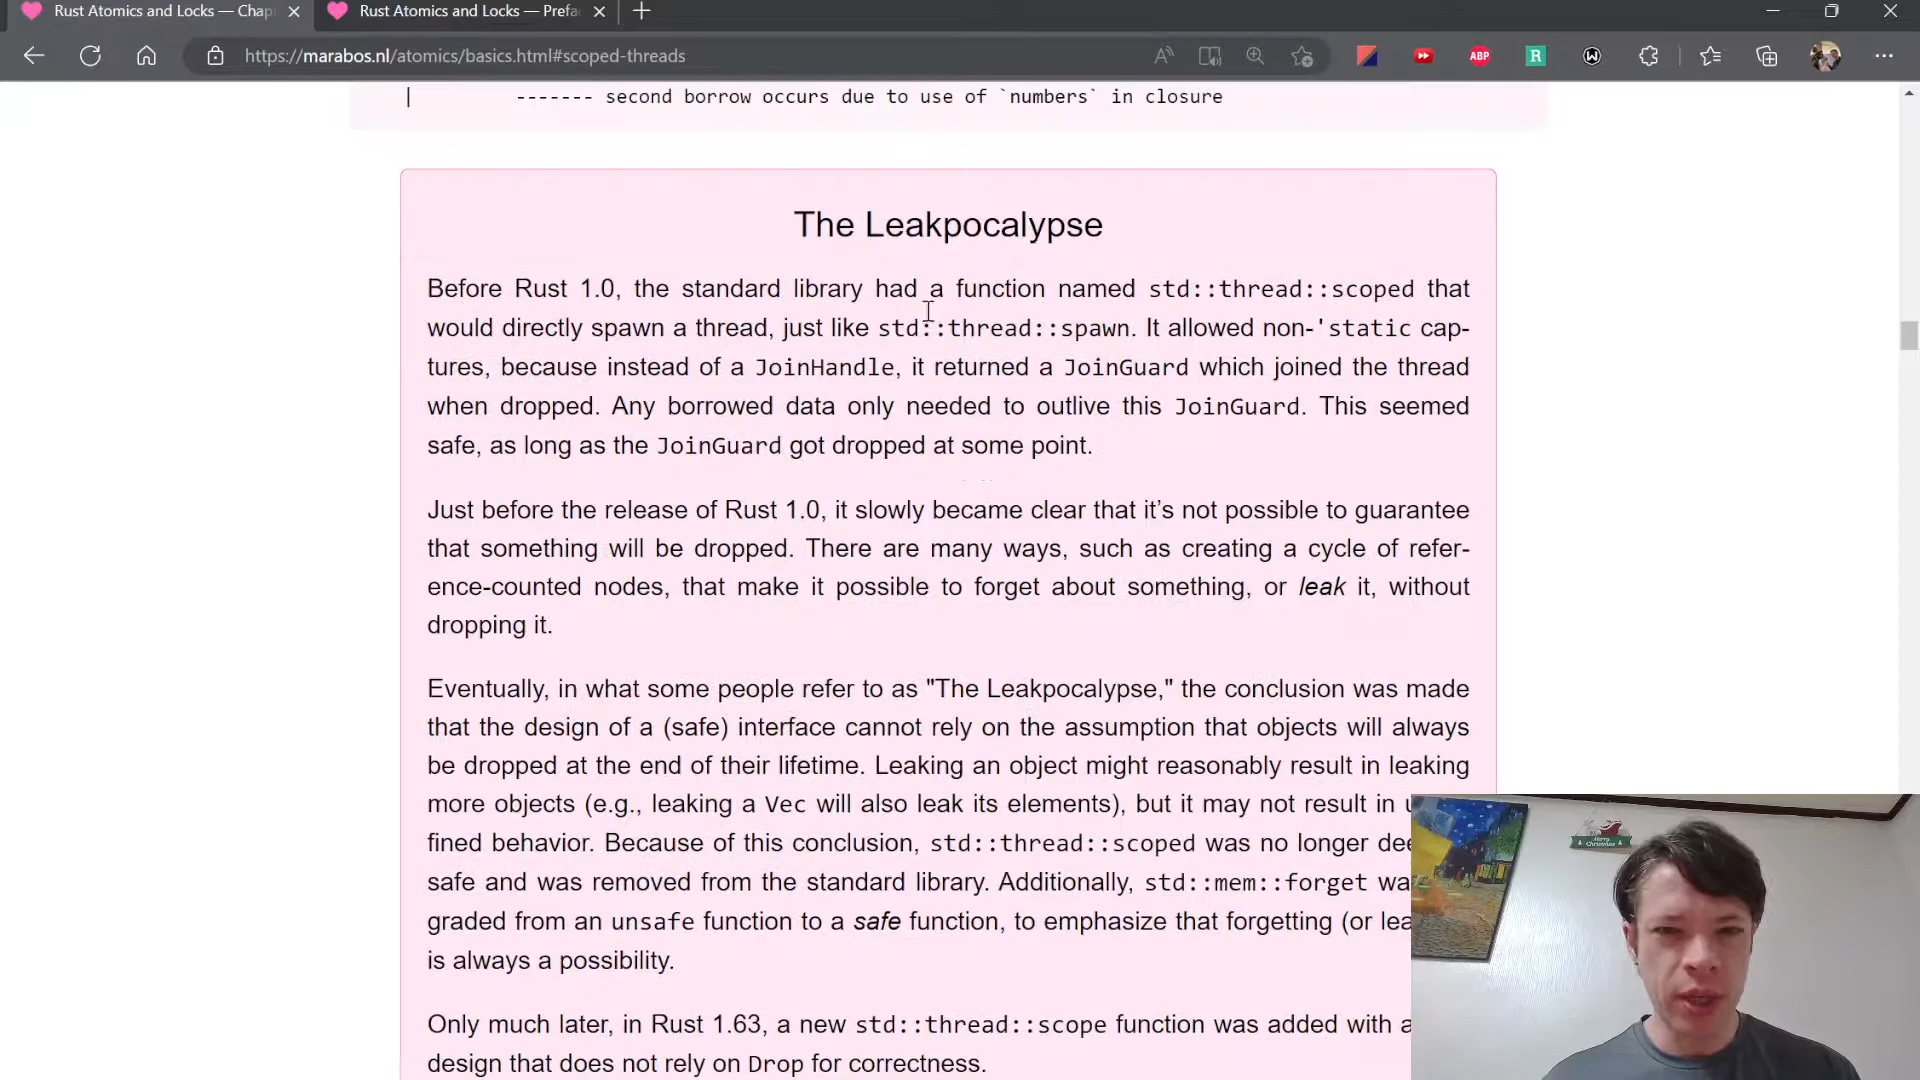 Rust Atomics and Locks — Chap
Rust Atomics and Locks — Prefa
https://marabos.nl/atomics/basics.html#scoped-threads
ABP
R
| ------- second borrow occurs due to use of `numbers` in closure
The Leakpocalypse
Before Rust 1.0, the standard library had a function named std::thread::scoped that
would directly spawn a thread, just like std::thread::spawn. It allowed non-'static cap-
tures, because instead of a JoinHandle, it returned a JoinGuard which joined the thread
when dropped. Any borrowed data only needed to outlive this JoinGuard. This seemed
safe, as long as the JoinGuard got dropped at some point.
Just before the release of Rust 1.0, it slowly became clear that it’s not possible to guarantee
that something will be dropped. There are many ways, such as creating a cycle of refer-
ence-counted nodes, that make it possible to forget about something, or leak it, without
dropping it.
Eventually, in what some people refer to as "The Leakpocalypse," the conclusion was made
that the design of a (safe) interface cannot rely on the assumption that objects will always
be dropped at the end of their lifetime. Leaking an object might reasonably result in leaking
more objects (e.g., leaking a Vec will also leak its elements), but it may not result in u
fined behavior. Because of this conclusion, std::thread::scoped was no longer dee
safe and was removed from the standard library. Additionally, std::mem::forget wa
graded from an unsafe function to a safe function, to emphasize that forgetting (or lea
is always a possibility.
Only much later, in Rust 1.63, a new std::thread::scope function was added with a
design that does not rely on Drop for correctness.
Merry
Christmas